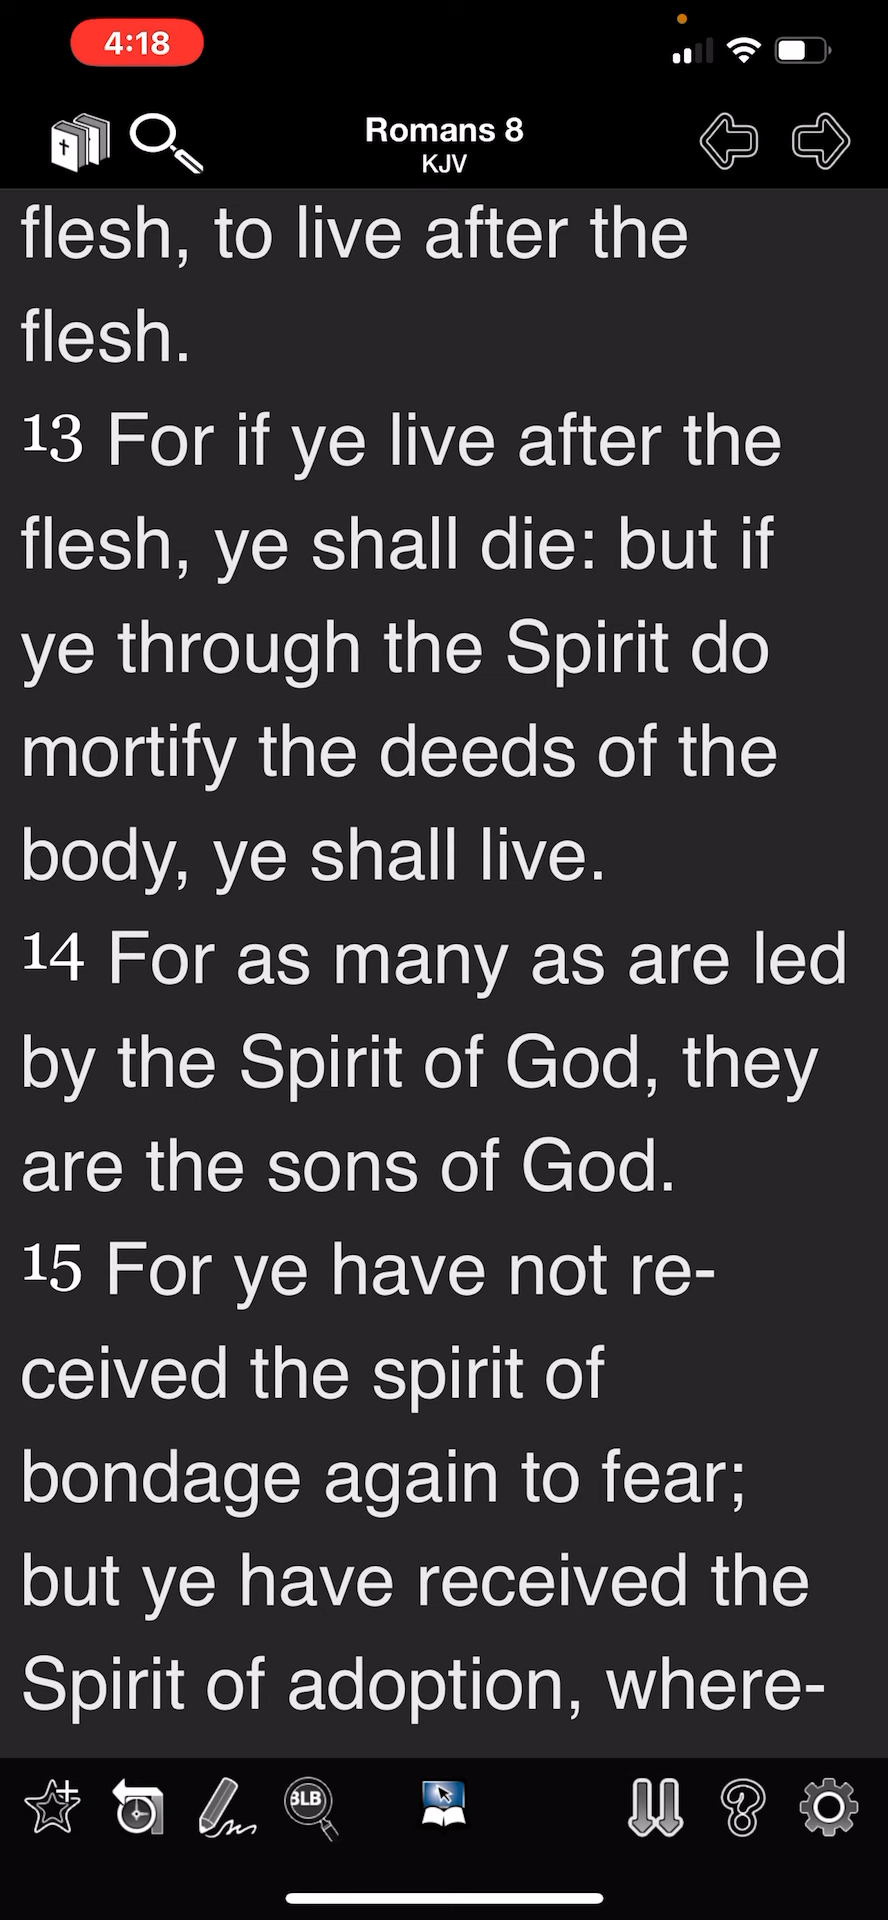 4:18
Romans 8
KJV
flesh, to live after the
flesh.
13 For if ye live after the
flesh, ye shall die: but if
ye through the Spirit do
mortify the deeds of the
body, ye shall live.
14 For as many as are led
by the Spirit of God, they
are the sons of God.
15 For ye have not re-
ceived the spirit of
bondage again to fear;
but ye have received the
Spirit of adoption, where-
BLB